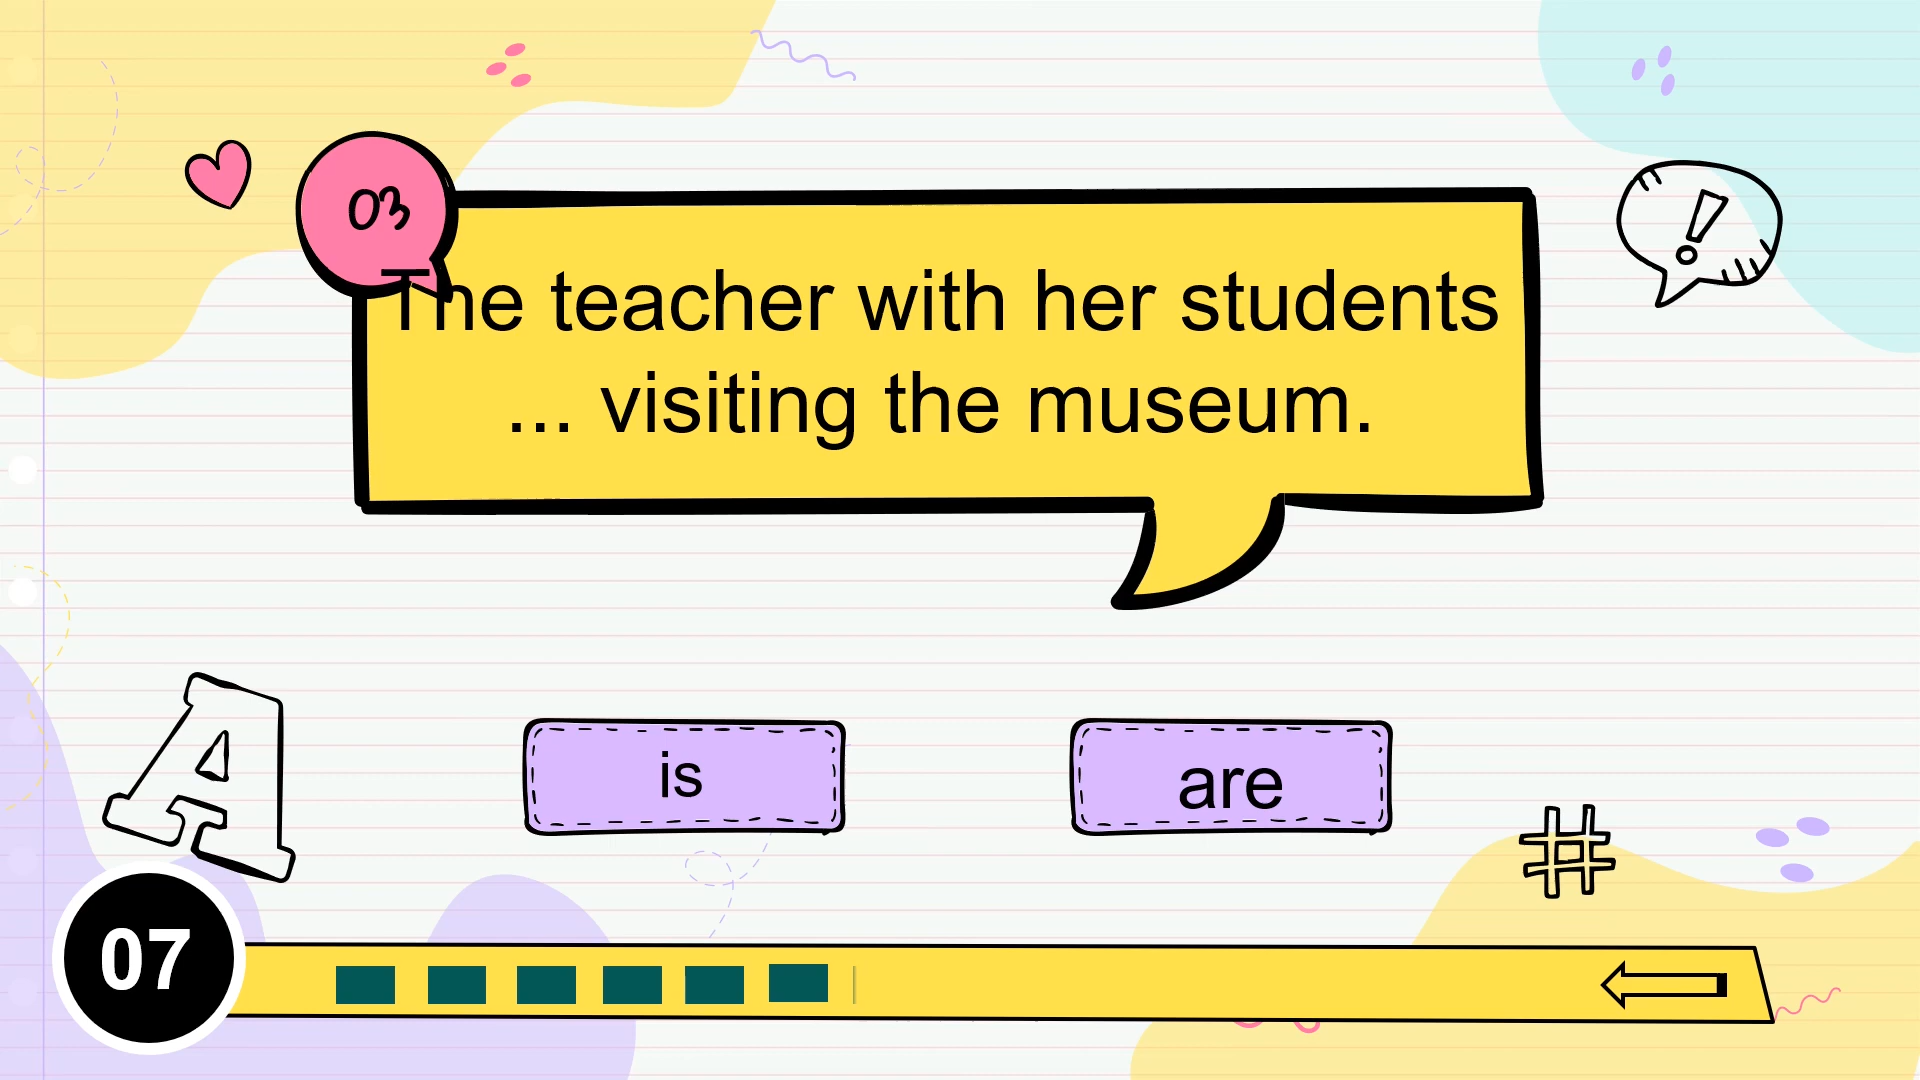 03
The teacher with her students
... visiting the museum.
A
is
are
#
07